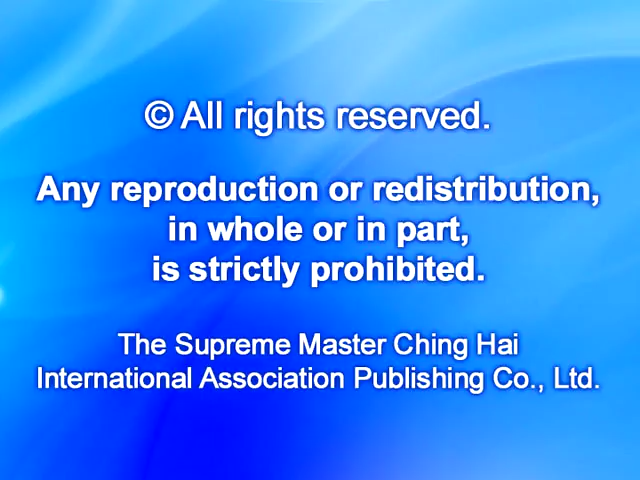 © All rights reserved.
Any reproduction or redistribution,
in whole or in part,
is strictly prohibited.
The Supreme Master Ching Hai
International Association Publishing Co., Ltd.